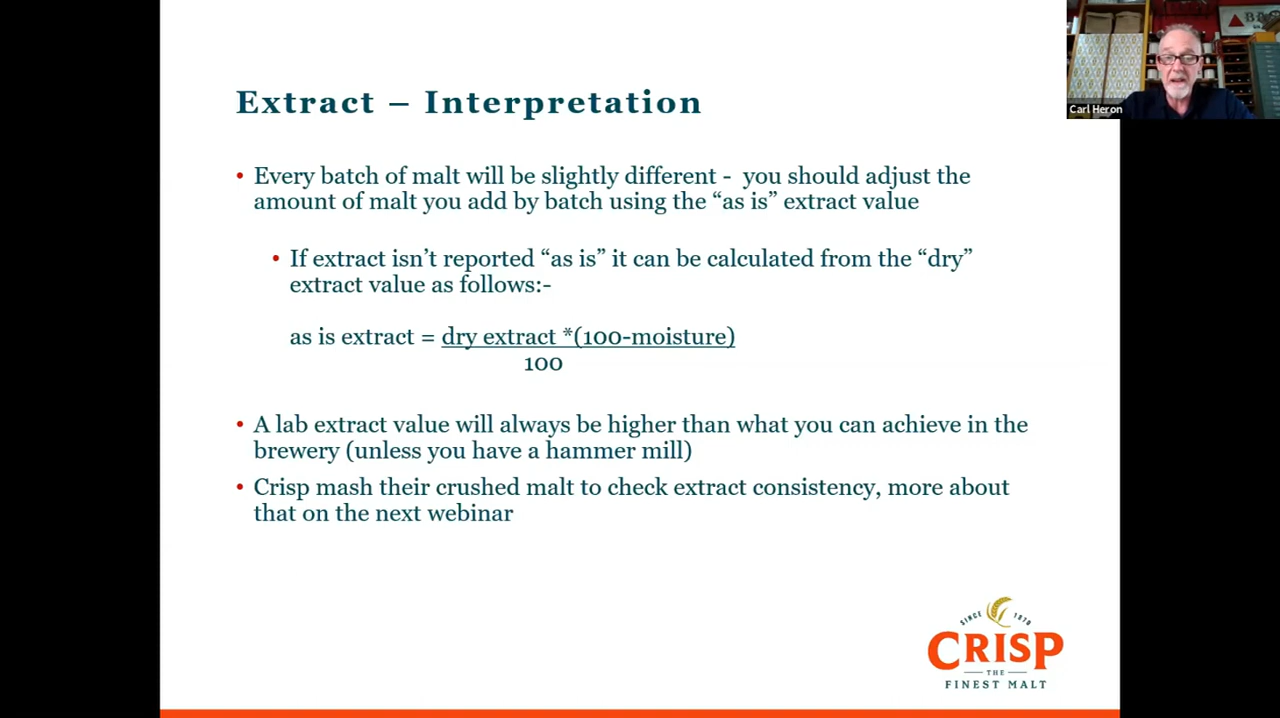 Extract – Interpretation
• Every batch of malt will be slightly different - you should adjust the
amount of malt you add by batch using the “as is” extract value
• If extract isn’t reported “as is” it can be calculated from the “dry”
extract value as follows:-
as is extract = dry extract *(100-moisture)
100
• A lab extract value will always be higher than what you can achieve in the
brewery (unless you have a hammer mill)
• Crisp mash their crushed malt to check extract consistency, more about
that on the next webinar
Carl Heron
SINCE 1870
CRISP
THE
FINEST MALT